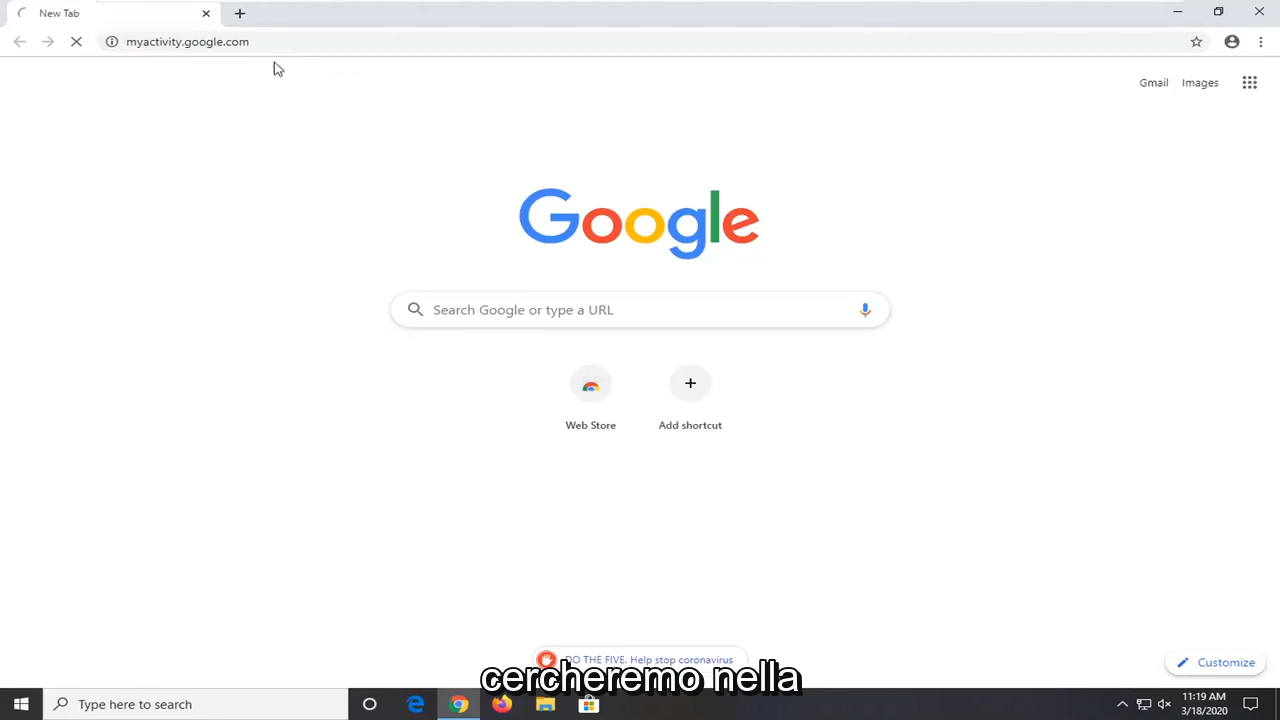 New Tab
myactivity.google.com
Gmail Images
Google
Search Google or type a URL
Web Store Add shortcut
DO THE FIVE. Help stop coronavirus
cercheremo nella
Customize
Type here to search
11:19 AM
3/18/2020